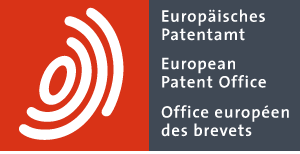 Europäisches
Patentamt
European
Patent Office
Office européen
des brevets